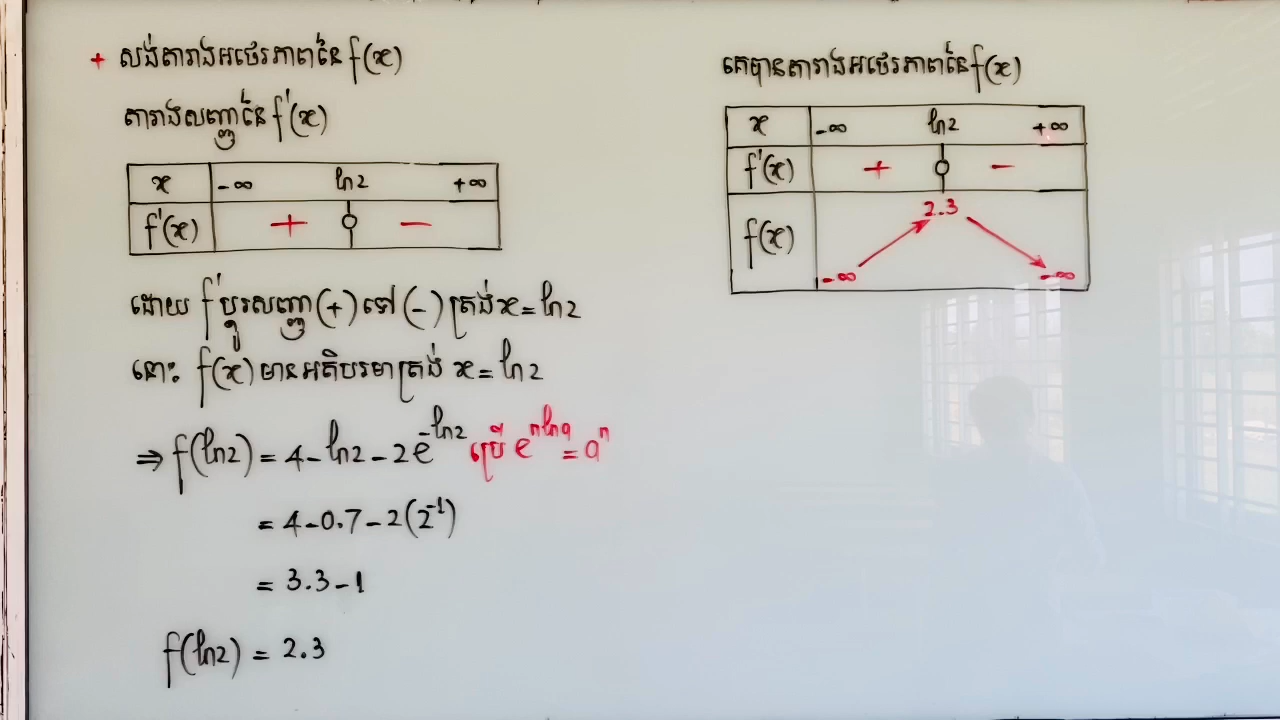 + សង់តារាងអថេរភាពនៃ f(x)
តារាងសញ្ញានៃ f'(x)
x -∞ ln2 +∞
f'(x) + 0 -
ដោយ f' ប្តូរសញ្ញា (+) ទៅ (-) ត្រង់ x = ln2
នោះ f(x) មានអតិបរមាត្រង់ x = ln2
⇒ f(ln2) = 4 - ln2 - 2e^-ln2 ប្រើ e^nlna = a^n
= 4 - 0.7 - 2(2^-1)
= 3.3 - 1
f(ln2) = 2.3
គេបានតារាងអថេរភាពនៃ f(x)
x -∞ ln2 +∞
f'(x) + 0 -
2.3
f(x)
-∞ -∞